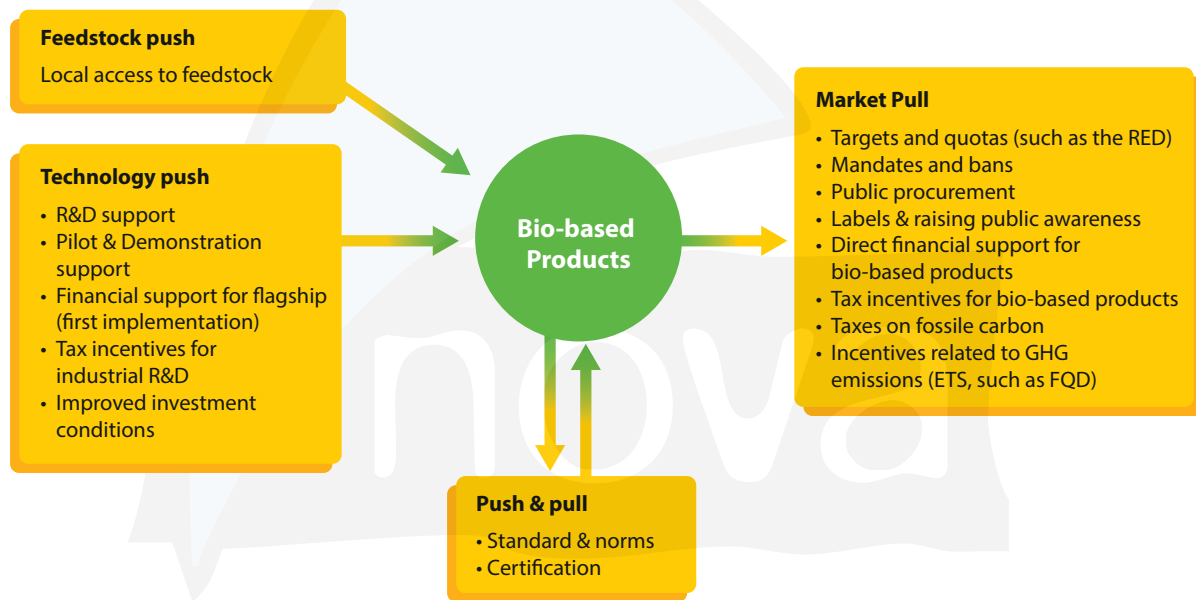 Feedstock push
Local access to feedstock
Technology push
• R&D support
• Pilot & Demonstration
support
• Financial support for flagship
(first implementation)
• Tax incentives for
industrial R&D
• Improved investment
conditions
Bio-based
Products
Push & pull
• Standard & norms
• Certification
Market Pull
• Targets and quotas (such as the RED)
• Mandates and bans
• Public procurement
• Labels & raising public awareness
• Direct financial support for
bio-based products
• Tax incentives for bio-based products
• Taxes on fossile carbon
• Incentives related to GHG
emissions (ETS, such as FQD)
nova